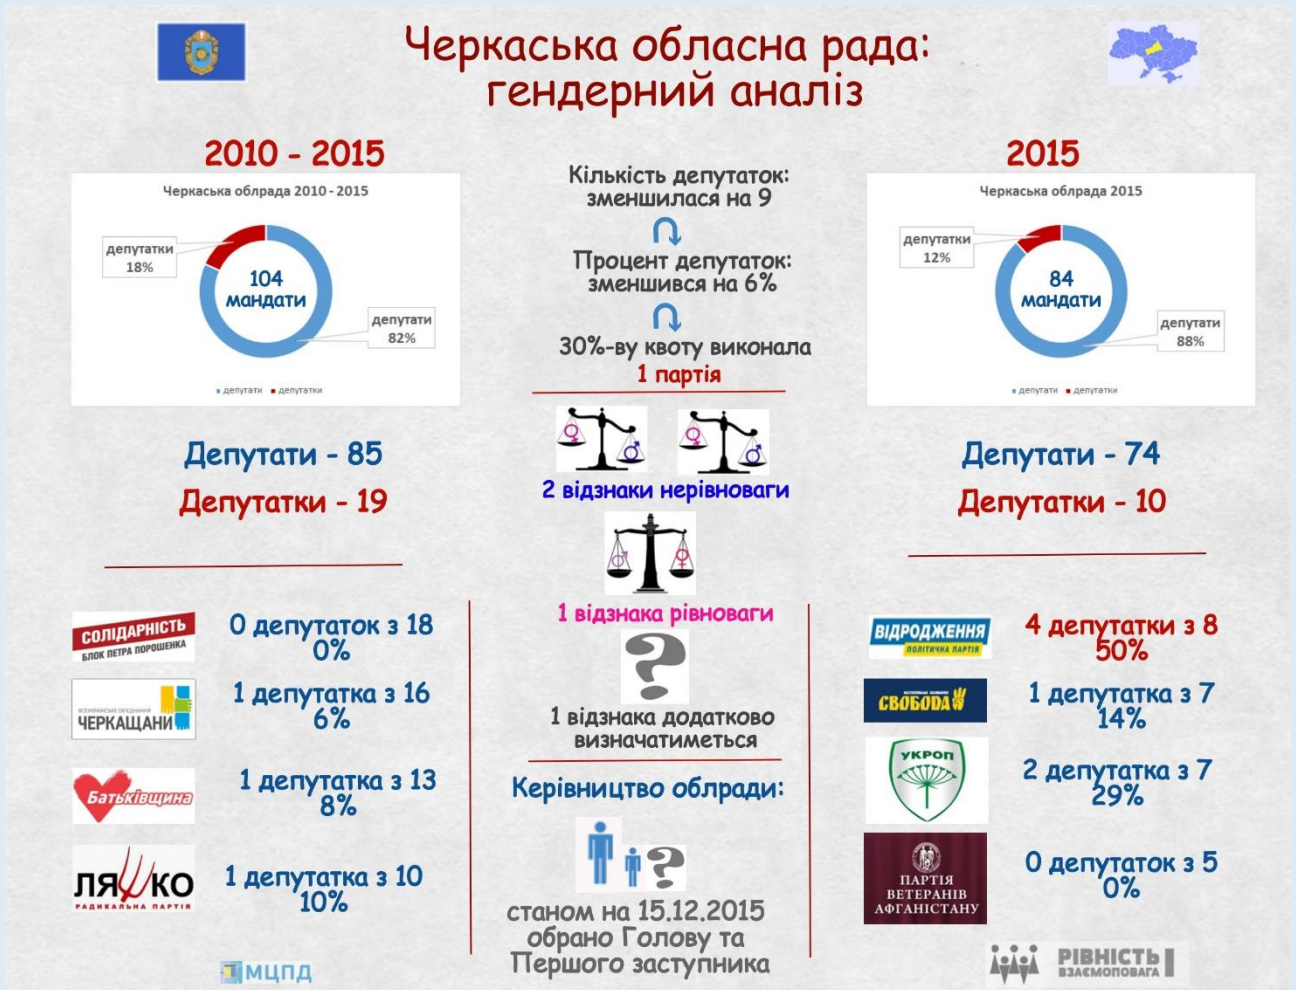 Черкаська обласна рада:
гендерний аналіз
2010 - 2015
Черкаська облрада 2010 - 2015
депутатки
18%
104
мандати
депутати
82%
депутати депутатки
Депутати - 85
Депутатки - 19
СОЛІДАРНІСТЬ
БЛОК ПЕТРА ПОРОШЕНКА
0 депутаток з 18
0%
ВСЕУКРАЇНСЬКЕ ОБ'ЄДНАННЯ
ЧЕРКАЩАНИ
1 депутатка з 16
6%
Батьківщина
1 депутатка з 13
8%
ЛЯШКО
РАДИКАЛЬНА ПАРТІЯ
1 депутатка з 10
10%
МЦПД
Кількість депутаток:
зменшилася на 9
Процент депутаток:
зменшився на 6%
30%-ву квоту виконала
1 партія
2 відзнаки нерівноваги
1 відзнака рівноваги
?
1 відзнака додатково
визначатиметься
Керівництво облради:
?
станом на 15.12.2015
обрано Голову та
Першого заступника
2015
Черкаська облрада 2015
депутатки
12%
84
мандати
депутати
88%
депутати депутатки
Депутати - 74
Депутатки - 10
ВІДРОДЖЕННЯ
ПОЛІТИЧНА ПАРТІЯ
4 депутатки з 8
50%
СВОБОДА
1 депутатка з 7
14%
УКРОП
2 депутатка з 7
29%
ПАРТІЯ
ВЕТЕРАНІВ
АФГАНІСТАНУ
0 депутаток з 5
0%
РІВНІСТЬ
ВЗАЄМОПОВАГА